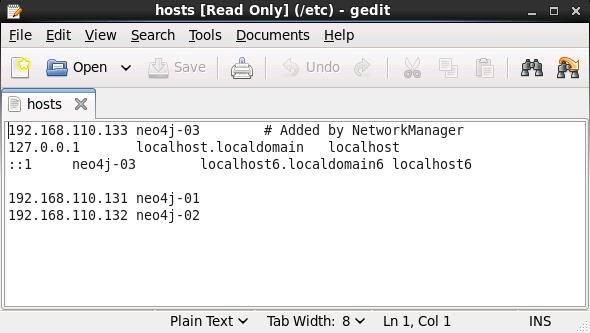 hosts [Read Only] (/etc) - gedit
File Edit View Search Tools Documents Help
Open Save Undo
hosts
192.168.110.133 neo4j-03 # Added by NetworkManager
127.0.0.1 localhost.localdomain localhost
::1 neo4j-03 localhost6.localdomain6 localhost6
192.168.110.131 neo4j-01
192.168.110.132 neo4j-02
Plain Text Tab Width: 8 Ln 1, Col 1 INS